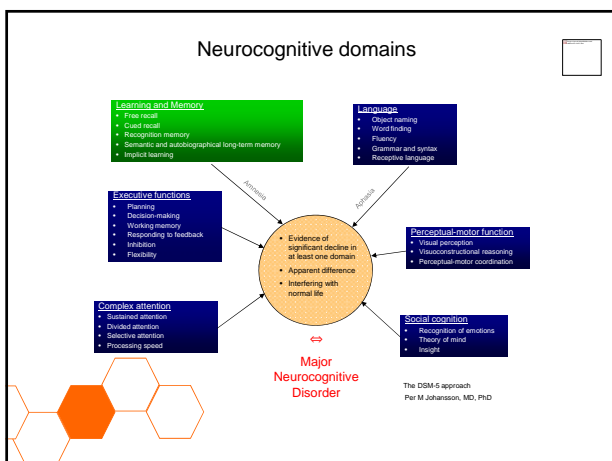 Neurocognitive domains
Learning and Memory
• Free recall
• Cued recall
• Recognition memory
• Semantic and autobiographical long-term memory
• Implicit learning
Language
• Object naming
• Word finding
• Fluency
• Grammar and syntax
• Receptive language
Amnesia
Aphasia
Executive functions
• Planning
• Decision-making
• Working memory
• Responding to feedback
• Inhibition
• Flexibility
• Evidence of
significant decline in
at least one domain
• Apparent difference
• Interfering with
normal life
Perceptual-motor function
• Visual perception
• Visuoconstructional reasoning
• Perceptual-motor coordination
Complex attention
• Sustained attention
• Divided attention
• Selective attention
• Processing speed
Social cognition
• Recognition of emotions
• Theory of mind
• Insight
⇔
Major
Neurocognitive
Disorder
The DSM-5 approach
Per M Johansson, MD, PhD